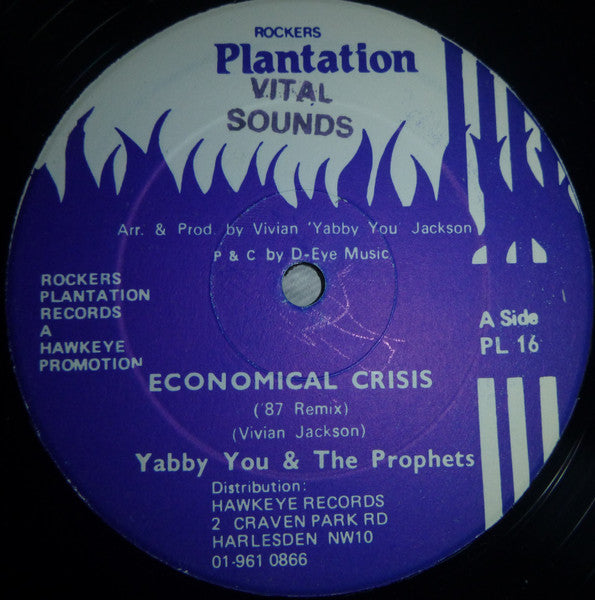 ROCKERS
Plantation
VITAL
SOUNDS
Arr. & Prod. by Vivian 'Yabby You Jackson
P & C by D-Eye Music
ROCKERS
PLANTATION
RECORDS
A
HAWKEYE
PROMOTION
A Side
PL 16
ECONOMICAL CRISIS
('87 Remix)
(Vivian Jackson)
Yabby You & The Prophets
Distribution:
HAWKEYE RECORDS
2 CRAVEN PARK RD
HARLESDEN NW10
01-961 0866